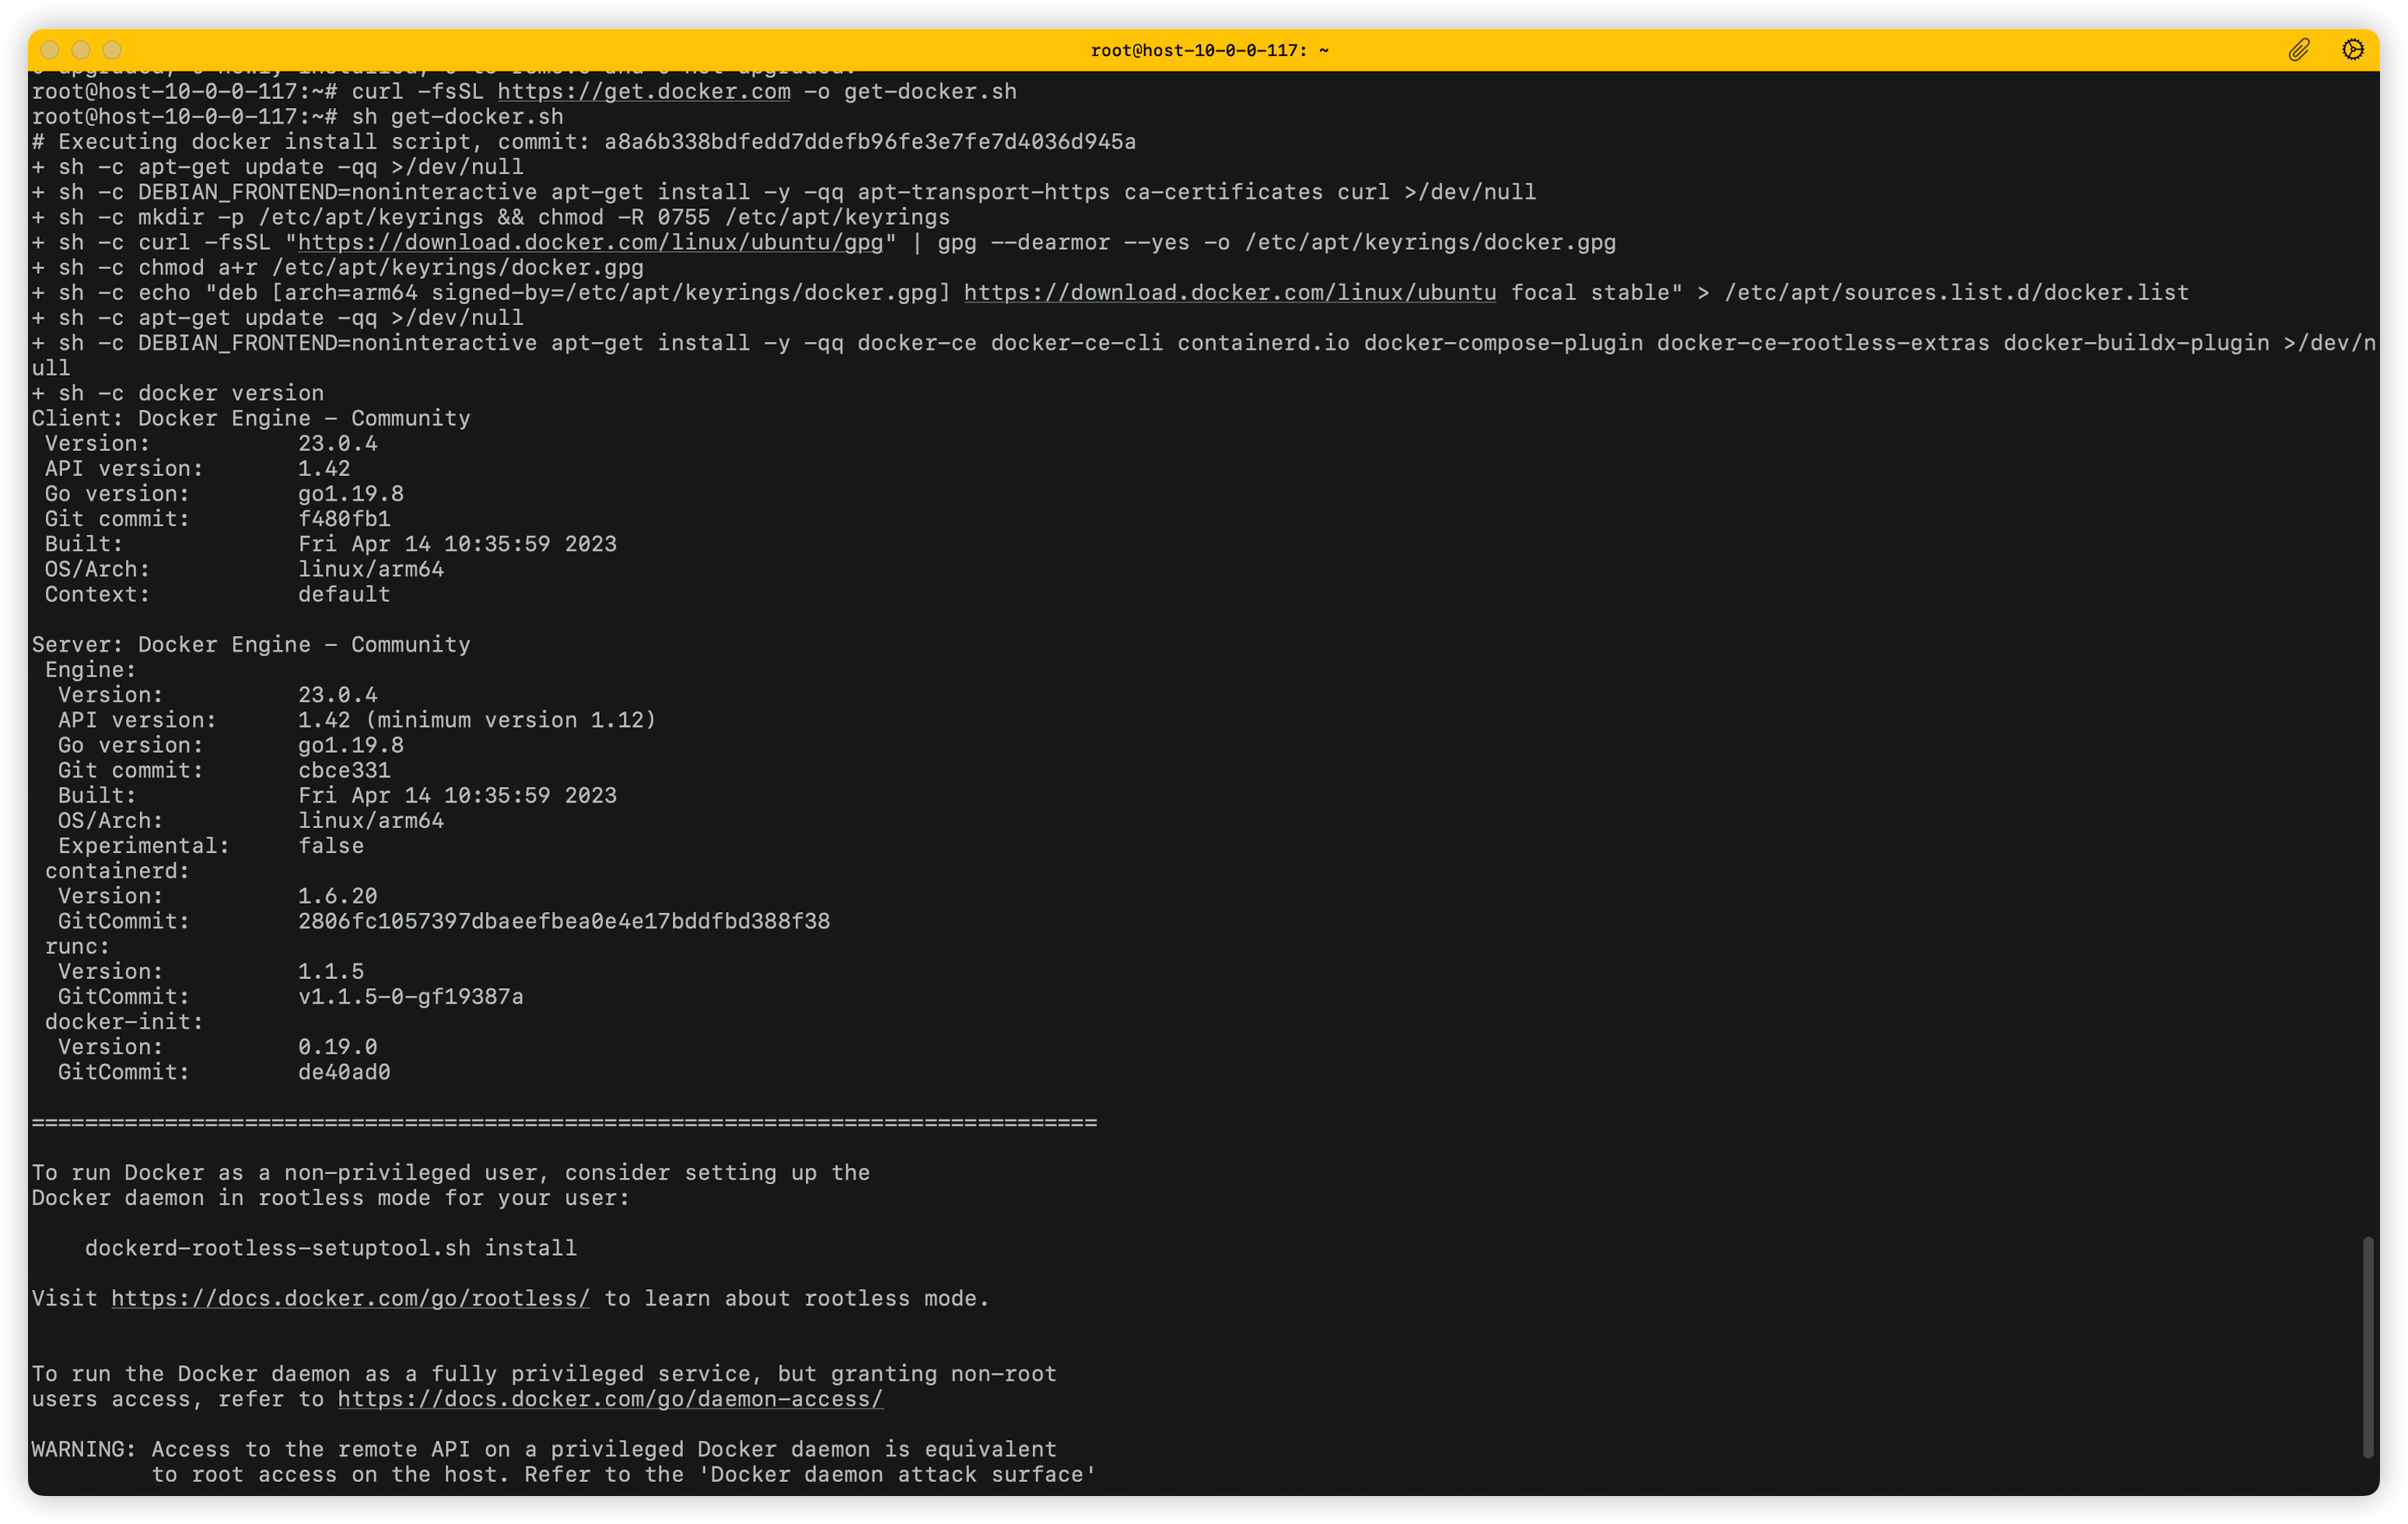 root@host-10-0-0-117: ~
0 upgraded, 0 newly installed, 0 to remove and 0 not upgraded.
root@host-10-0-0-117:~# curl -fsSL https://get.docker.com -o get-docker.sh
root@host-10-0-0-117:~# sh get-docker.sh
# Executing docker install script, commit: a8a6b338bdfedd7ddefb96fe3e7fe7d4036d945a
+ sh -c apt-get update -qq >/dev/null
+ sh -c DEBIAN_FRONTEND=noninteractive apt-get install -y -qq apt-transport-https ca-certificates curl >/dev/null
+ sh -c mkdir -p /etc/apt/keyrings && chmod -R 0755 /etc/apt/keyrings
+ sh -c curl -fsSL "https://download.docker.com/linux/ubuntu/gpg" | gpg --dearmor --yes -o /etc/apt/keyrings/docker.gpg
+ sh -c chmod a+r /etc/apt/keyrings/docker.gpg
+ sh -c echo "deb [arch=arm64 signed-by=/etc/apt/keyrings/docker.gpg] https://download.docker.com/linux/ubuntu focal stable" > /etc/apt/sources.list.d/docker.list
+ sh -c apt-get update -qq >/dev/null
+ sh -c DEBIAN_FRONTEND=noninteractive apt-get install -y -qq docker-ce docker-ce-cli containerd.io docker-compose-plugin docker-ce-rootless-extras docker-buildx-plugin >/dev/n
ull
+ sh -c docker version
Client: Docker Engine - Community
 Version:           23.0.4
 API version:       1.42
 Go version:        go1.19.8
 Git commit:        f480fb1
 Built:             Fri Apr 14 10:35:59 2023
 OS/Arch:           linux/arm64
 Context:           default

Server: Docker Engine - Community
 Engine:
  Version:          23.0.4
  API version:      1.42 (minimum version 1.12)
  Go version:       go1.19.8
  Git commit:       cbce331
  Built:            Fri Apr 14 10:35:59 2023
  OS/Arch:          linux/arm64
  Experimental:     false
 containerd:
  Version:          1.6.20
  GitCommit:        2806fc1057397dbaeefbea0e4e17bddfbd388f38
 runc:
  Version:          1.1.5
  GitCommit:        v1.1.5-0-gf19387a
 docker-init:
  Version:          0.19.0
  GitCommit:        de40ad0

================================================================================

To run Docker as a non-privileged user, consider setting up the
Docker daemon in rootless mode for your user:

    dockerd-rootless-setuptool.sh install

Visit https://docs.docker.com/go/rootless/ to learn about rootless mode.


To run the Docker daemon as a fully privileged service, but granting non-root
users access, refer to https://docs.docker.com/go/daemon-access/

WARNING: Access to the remote API on a privileged Docker daemon is equivalent
         to root access on the host. Refer to the 'Docker daemon attack surface'